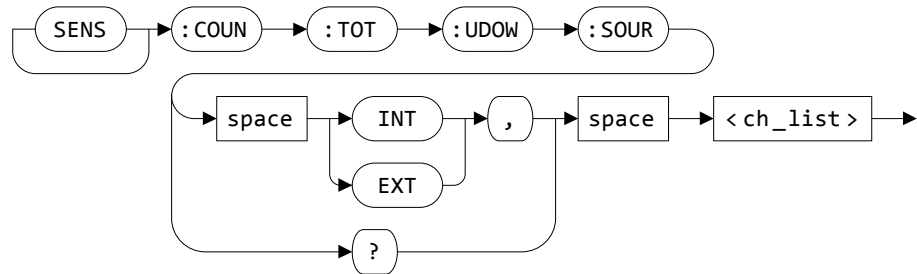 SENS :COUN :TOT :UDOW :SOUR
space INT , space <ch_list>
EXT
?